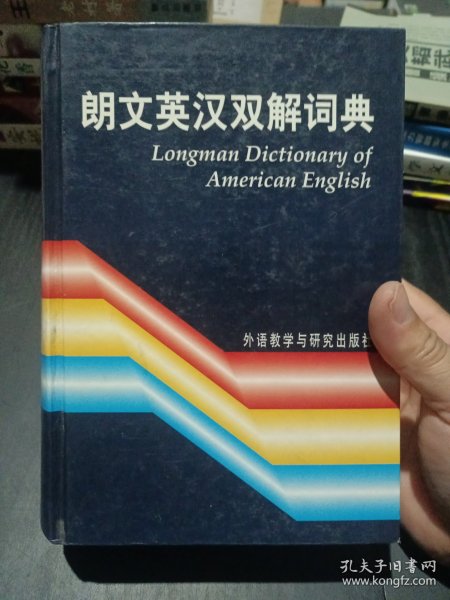 朗文英汉双解词典
Longman Dictionary of
American English
外语教学与研究出版社
孔夫子旧书网
www.kongfz.com